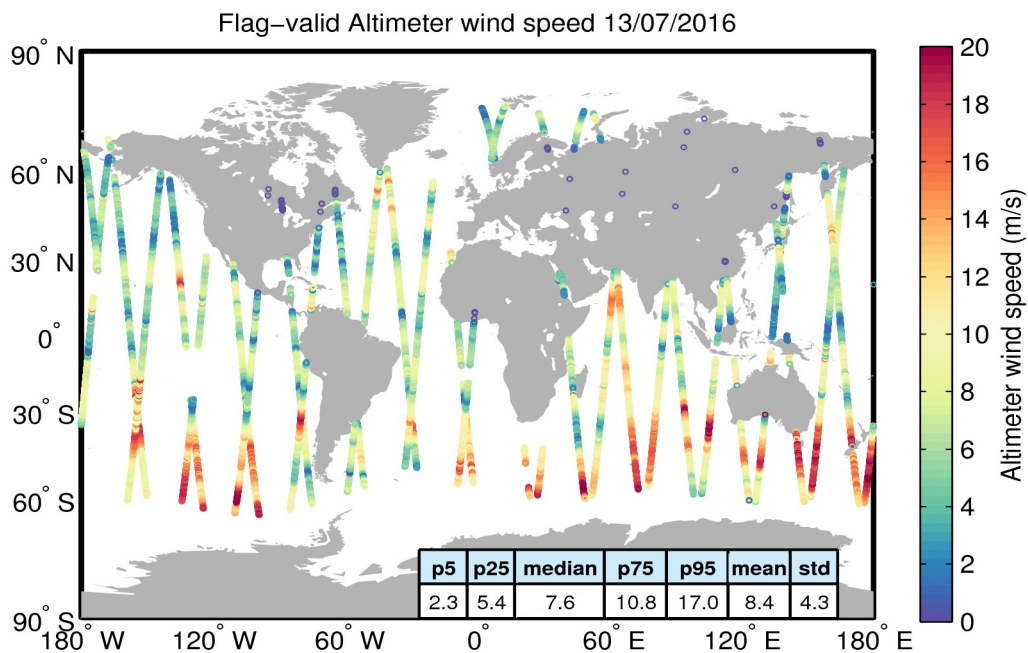 Flag−valid Altimeter wind speed 13/07/2016
90° N
60° N
30° N
0°
30° S
60° S
90° S
180° W
120° W
60° W
0°
60° E
120° E
180° E
p5 p25 median p75 p95 mean std
2.3 5.4 7.6 10.8 17.0 8.4 4.3
20
18
16
14
12
10
8
6
4
2
0
Altimeter wind speed (m/s)